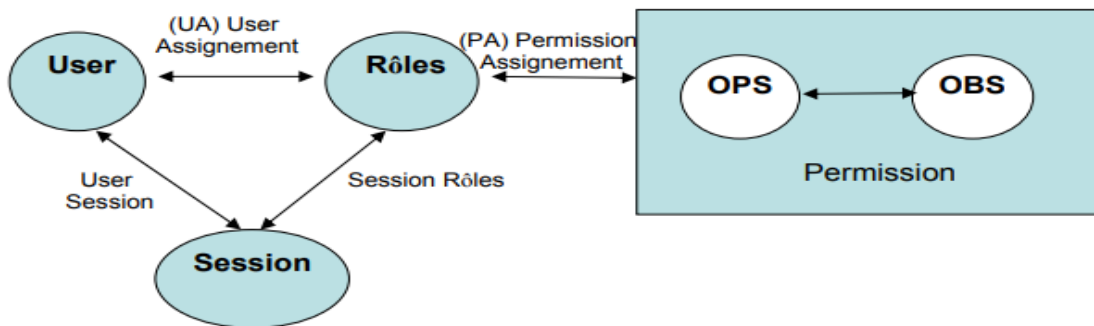 (UA) User
Assignement
User
Rôles
(PA) Permission
Assignement
OPS
OBS
Permission
User
Session
Session Rôles
Session